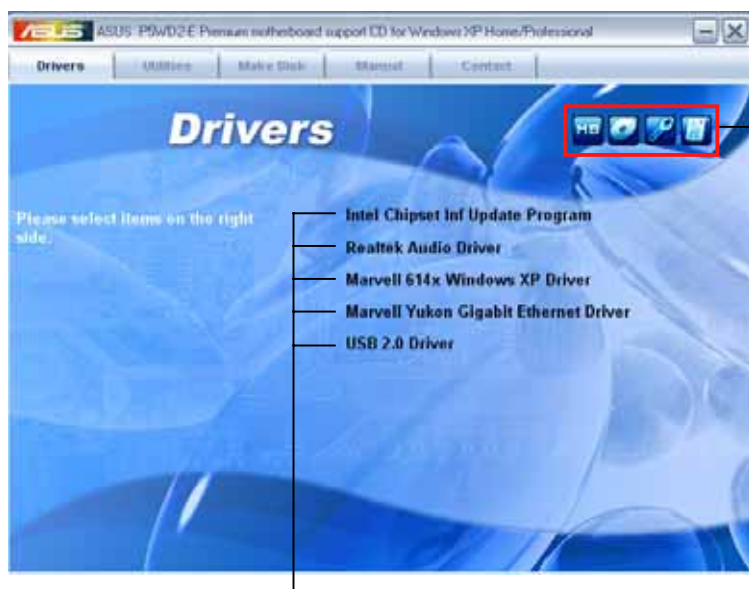 ASUS ASUS P5WD2-E Premium motherboard support CD for Windows XP Home/Professional
Drivers Utilities Make Disk Manual Contact
Drivers
Please select items on the right
side.
Intel Chipset Inf Update Program
Realtek Audio Driver
Marvell 614x Windows XP Driver
Marvell Yukon Gigabit Ethernet Driver
USB 2.0 Driver